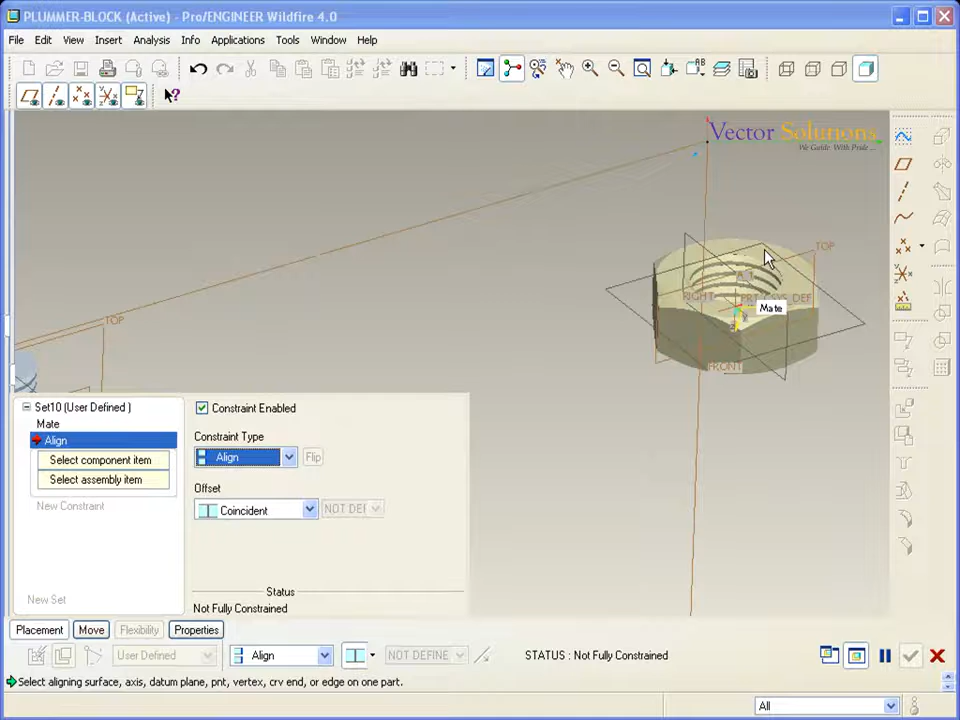 PLUMMER-BLOCK (Active) - Pro/ENGINEER Wildfire 4.0
File Edit View Insert Analysis Info Applications Tools Window Help
Vector Solutions
We Guide. With Pride...
TOP
RIGHT
PRT_CSYS_DEF
Mate
TOP
FRONT
Set10 (User Defined )
Mate
Align
Select component item
Select assembly item
New Constraint
New Set
Constraint Enabled
Constraint Type
Align Flip
Offset
Coincident NOT DEF
Status
Not Fully Constrained
Placement Move Flexibility Properties
User Defined Align NOT DEFINE STATUS : Not Fully Constrained
Select aligning surface, axis, datum plane, pnt, vertex, crv end, or edge on one part.
All